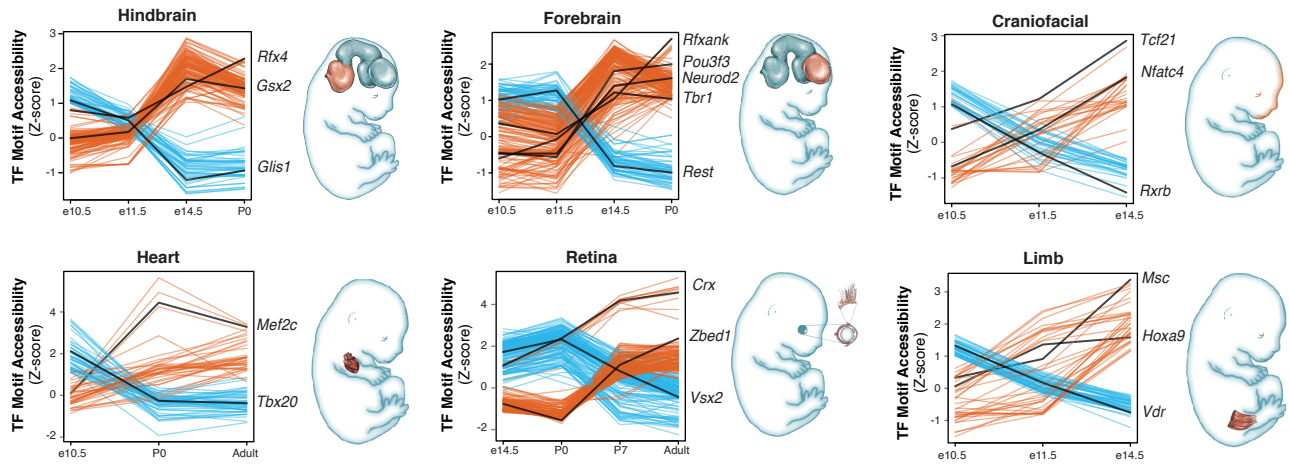 Hindbrain
TF Motif Accessibility
(Z-score)
3
2
1
0
-1
e10.5 e11.5 e14.5 P0
Rfx4
Gsx2
Glis1
Forebrain
TF Motif Accessibility
(Z-score)
2
1
0
-1
e10.5 e11.5 e14.5 P0
Rfxank
Pou3f3
Neurod2
Tbr1
Rest
Craniofacial
TF Motif Accessibility
(Z-score)
3
2
1
0
-1
e10.5 e11.5 e14.5
Tcf21
Nfatc4
Rxrb
Heart
TF Motif Accessibility
(Z-score)
4
2
0
-2
e10.5 P0 Adult
Mef2c
Tbx20
Retina
TF Motif Accessibility
(Z-score)
4
2
0
-2
e14.5 P0 P7 Adult
Crx
Zbed1
Vsx2
Limb
TF Motif Accessibility
(Z-score)
3
2
1
0
-1
e10.5 e11.5 e14.5
Msc
Hoxa9
Vdr